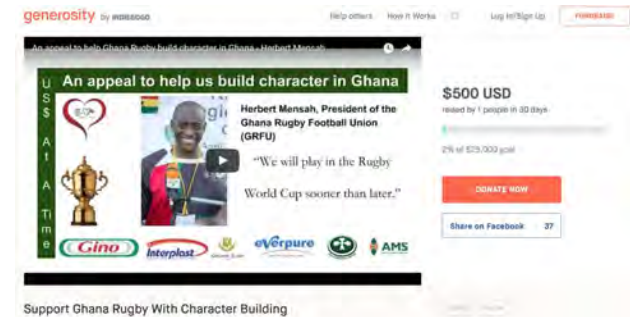 generosity by INDIEGOGO
Help others How it Works Log In/Sign Up FUNDRAISE
An appeal to help Ghana Rugby build character in Ghana - Herbert Mensah
US$ At A Time
An appeal to help us build character in Ghana
Herbert Mensah, President of the
Ghana Rugby Football Union
(GRFU)
“We will play in the Rugby
World Cup sooner than later.”
Gino
Interplast
everpure
AMS
$500 USD
raised by 1 people in 30 days
2% of $25,000 goal
DONATE NOW
Share on Facebook 37
Support Ghana Rugby With Character Building